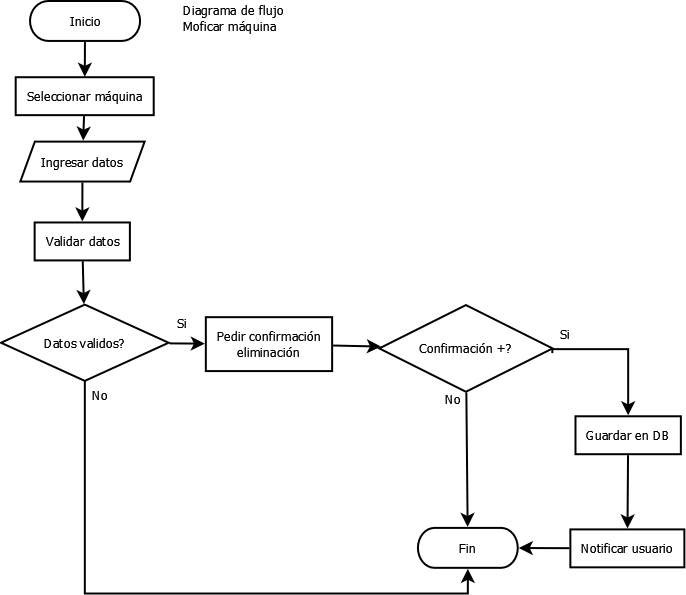 Inicio
Diagrama de flujo
Moficar máquina
Seleccionar máquina
Ingresar datos
Validar datos
Datos validos?
Si
Pedir confirmación
eliminación
Confirmación +?
Si
No
No
Guardar en DB
Fin
Notificar usuario